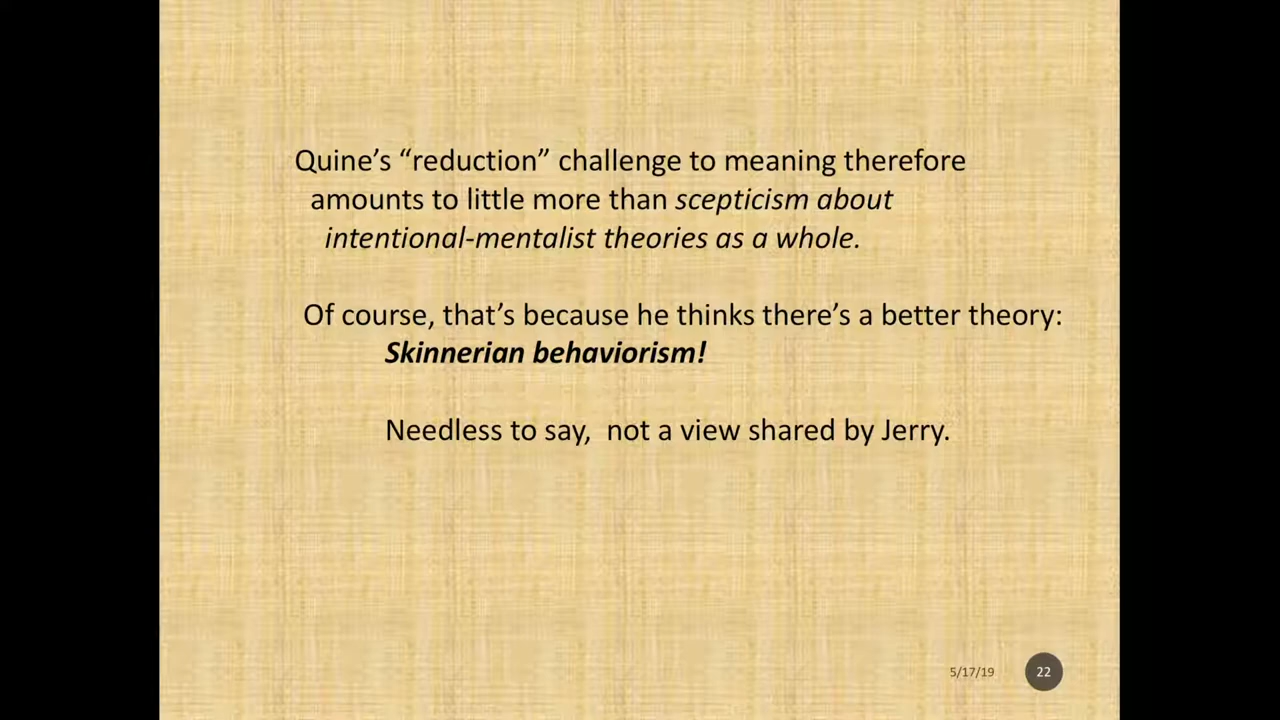 Quine’s “reduction” challenge to meaning therefore
amounts to little more than scepticism about
intentional-mentalist theories as a whole.
Of course, that’s because he thinks there’s a better theory:
Skinnerian behaviorism!
Needless to say,  not a view shared by Jerry.
5/17/19
22